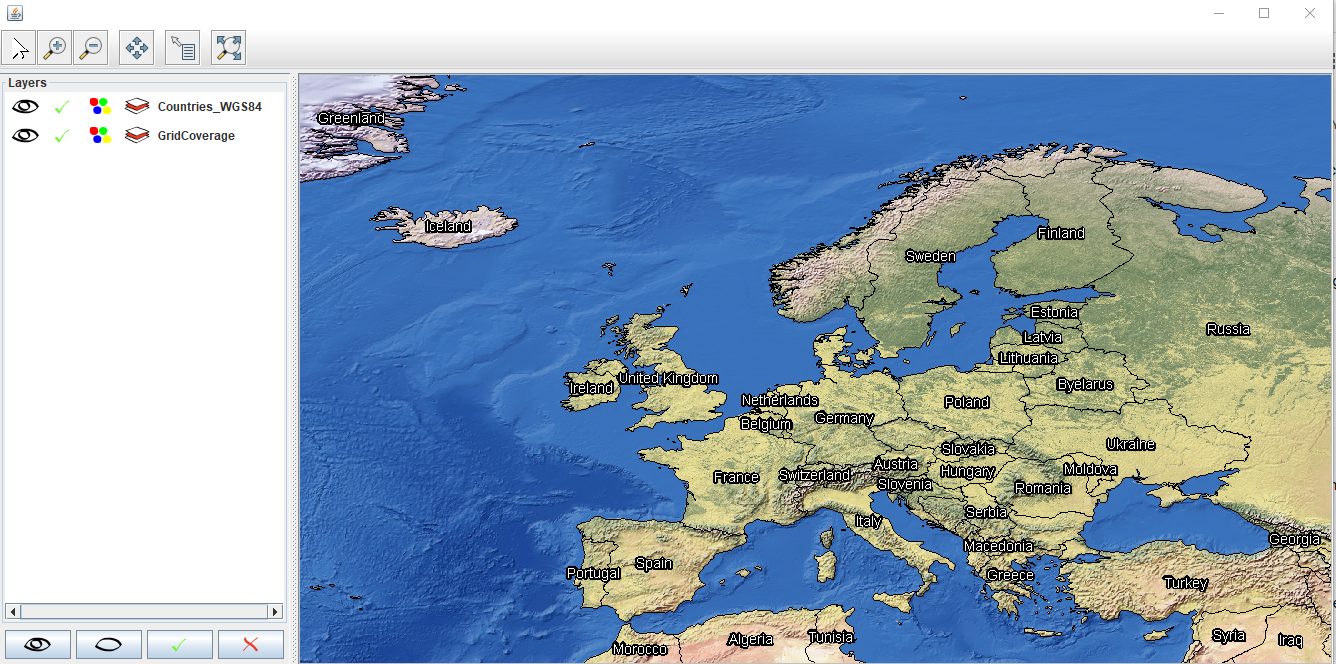 Layers
Countries_WGS84
GridCoverage
Greenland
Iceland
Finland
Sweden
Estonia
Russia
Latvia
Lithuania
United Kingdom
Ireland
Byelarus
Netherlands
Poland
Germany
Belgium
Ukraine
Slovakia
Austria
Moldova
Hungary
Switzerland
France
Slovenia
Romania
Serbia
Italy
Georgia
Macedonia
Spain
Portugal
Greece
Turkey
Syria
Tunisia
Algeria
Iraq
Morocco